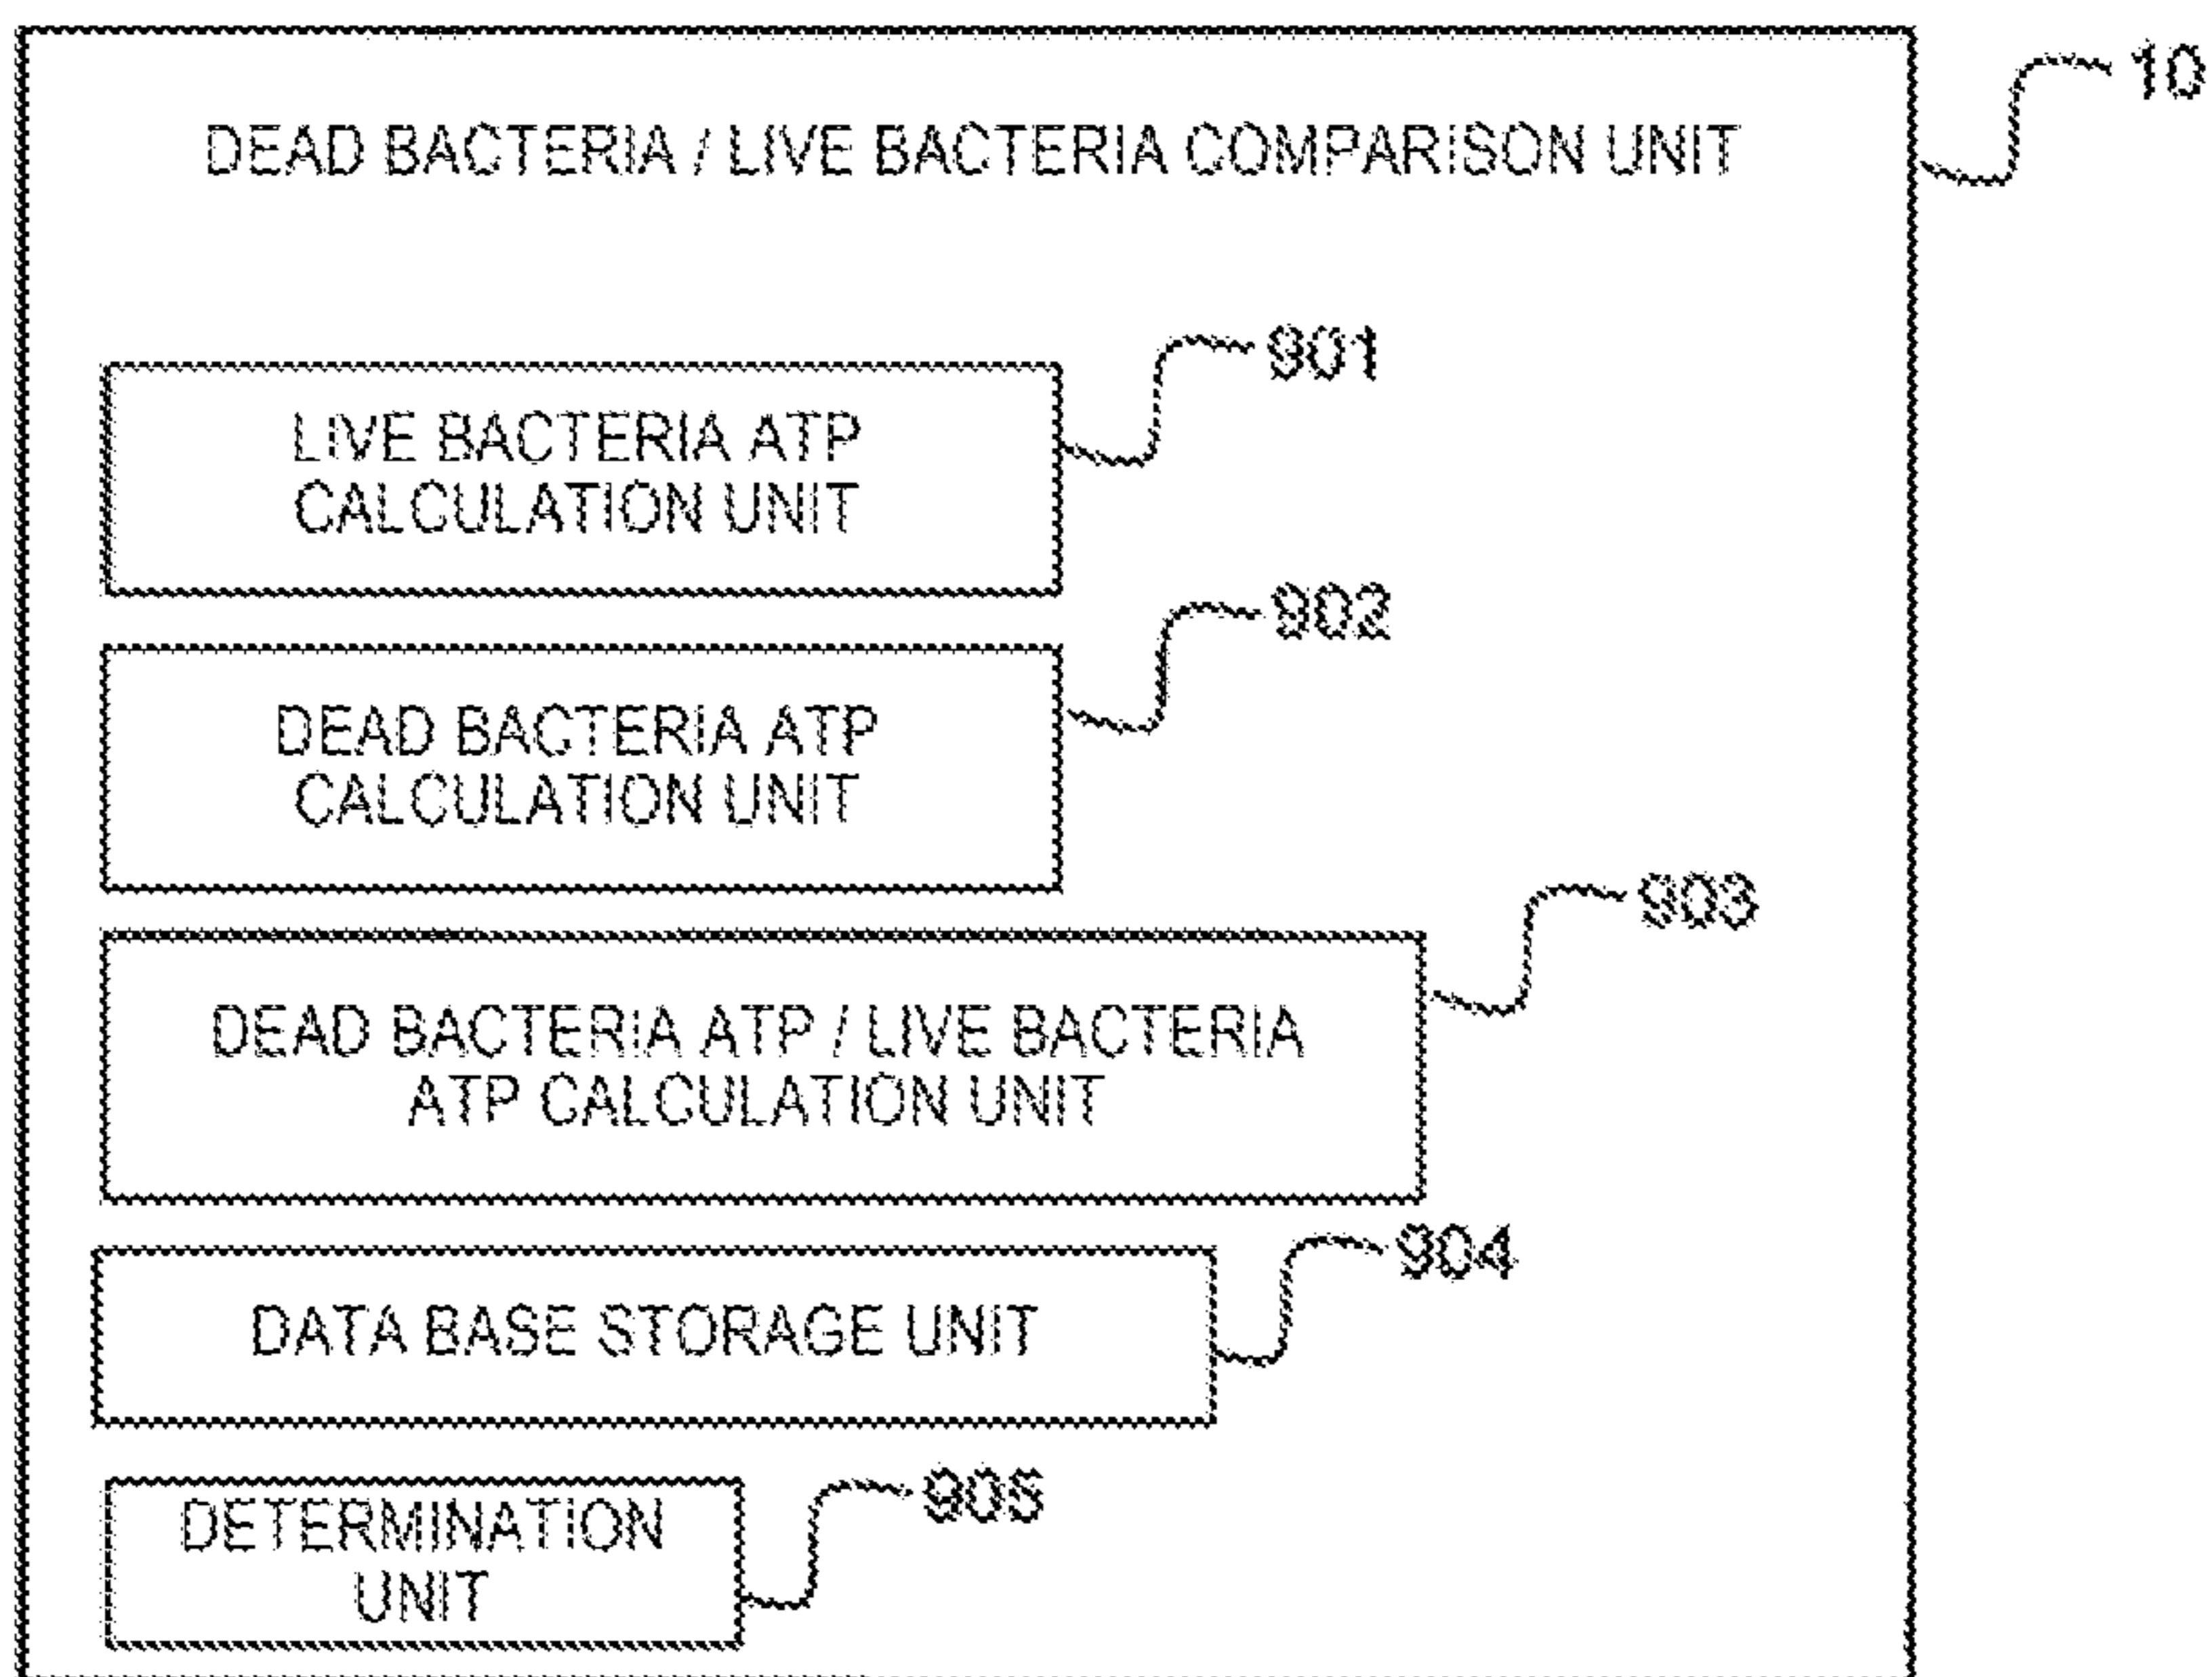 10
DEAD BACTERIA / LIVE BACTERIA COMPARISON UNIT
901
LIVE BACTERIA ATP
CALCULATION UNIT
902
DEAD BACTERIA ATP
CALCULATION UNIT
903
DEAD BACTERIA ATP / LIVE BACTERIA
ATP CALCULATION UNIT
904
DATA BASE STORAGE UNIT
905
DETERMINATION
UNIT